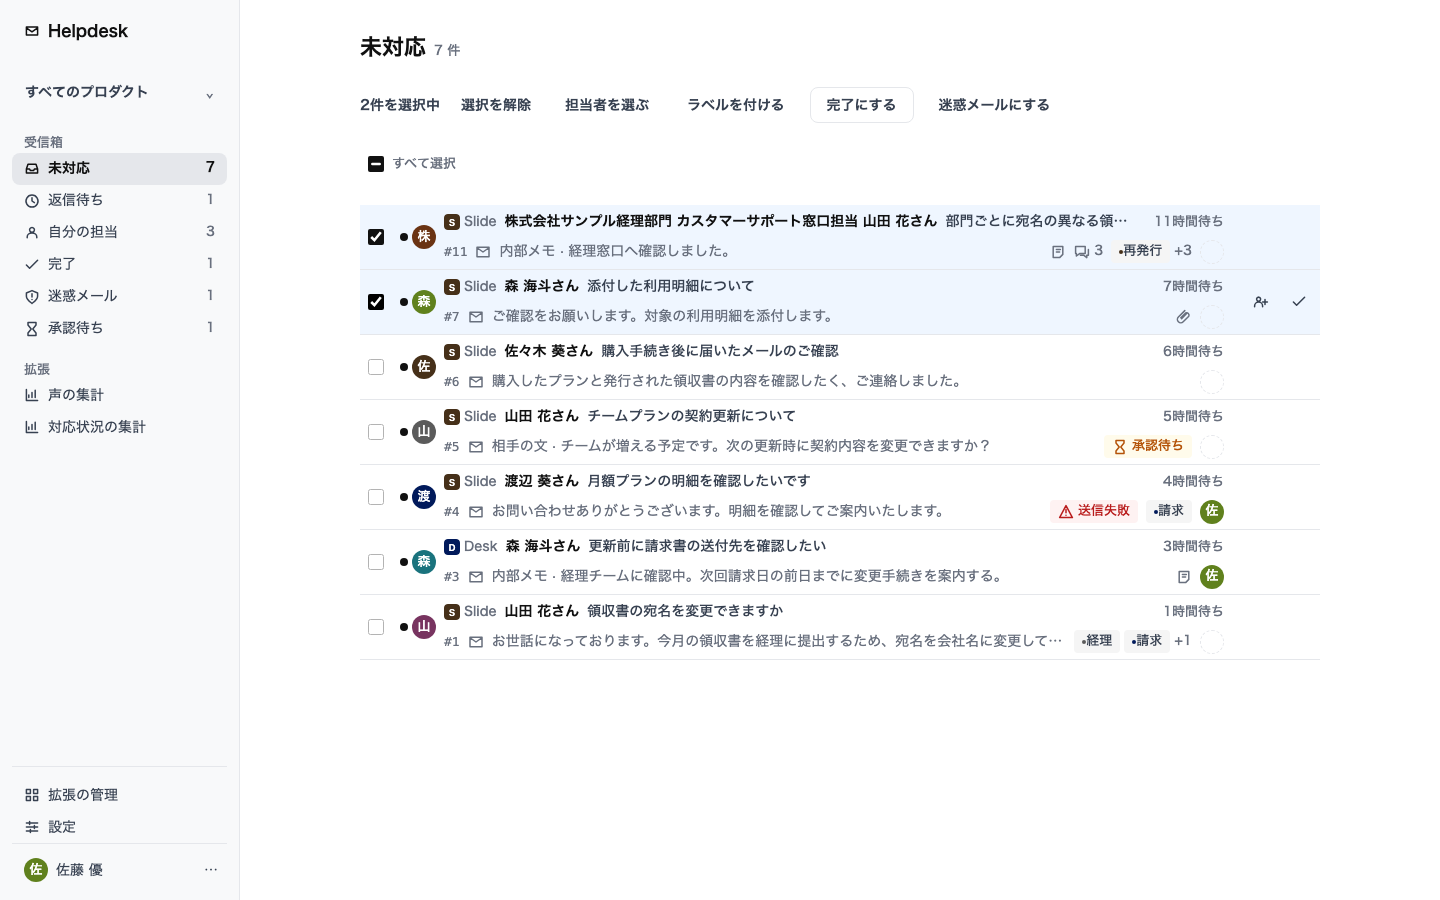 Helpdesk
すべてのプロダクト
受信箱
未対応 7
返信待ち 1
自分の担当 3
完了 1
迷惑メール 1
承認待ち 1
拡張
声の集計
対応状況の集計
拡張の管理
設定
佐 佐藤 優 …
未対応 7 件
2件を選択中 選択を解除 担当者を選ぶ ラベルを付ける 完了にする 迷惑メールにする
すべて選択
株 S Slide 株式会社サンプル経理部門 カスタマーサポート窓口担当 山田 花さん 部門ごとに宛名の異なる領… 11時間待ち
#11 内部メモ · 経理窓口へ確認しました。 3 •再発行 +3
森 S Slide 森 海斗さん 添付した利用明細について 7時間待ち
#7 ご確認をお願いします。対象の利用明細を添付します。
佐 S Slide 佐々木 葵さん 購入手続き後に届いたメールのご確認 6時間待ち
#6 購入したプランと発行された領収書の内容を確認したく、ご連絡しました。
山 S Slide 山田 花さん チームプランの契約更新について 5時間待ち
#5 相手の文 · チームが増える予定です。次の更新時に契約内容を変更できますか？ 承認待ち
渡 S Slide 渡辺 葵さん 月額プランの明細を確認したいです 4時間待ち
#4 お問い合わせありがとうございます。明細を確認してご案内いたします。 送信失敗 •請求 佐
森 D Desk 森 海斗さん 更新前に請求書の送付先を確認したい 3時間待ち
#3 内部メモ · 経理チームに確認中。次回請求日の前日までに変更手続きを案内する。 佐
山 S Slide 山田 花さん 領収書の宛名を変更できますか 1時間待ち
#1 お世話になっております。今月の領収書を経理に提出するため、宛名を会社名に変更して… •経理 •請求 +1